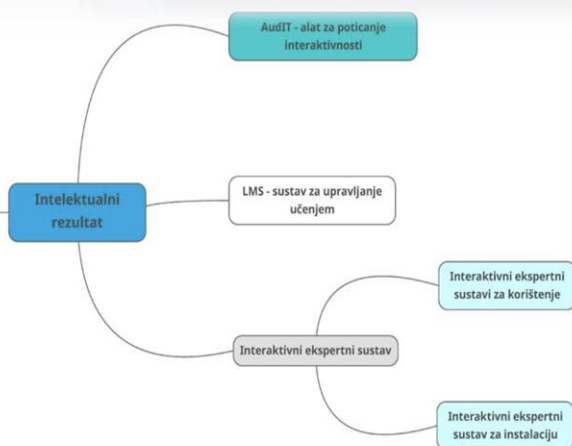 AudIT - alat za poticanje
interaktivnosti
Intelektualni
rezultat
LMS - sustav za upravljanje
učenjem
Interaktivni ekspertni
sustavi za korištenje
Interaktivni ekspertni sustav
Interaktivni ekspertni
sustav za instalaciju